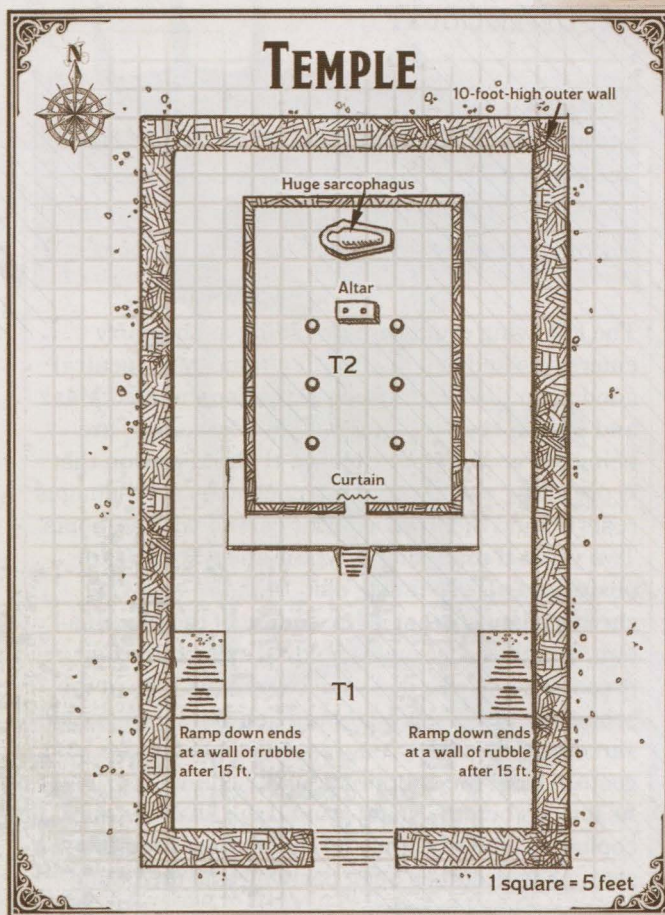 N
TEMPLE
10-foot-high outer wall
Huge sarcophagus
Altar
T2
Curtain
T1
Ramp down ends
at a wall of rubble
after 15 ft.
Ramp down ends
at a wall of rubble
after 15 ft.
1 square = 5 feet